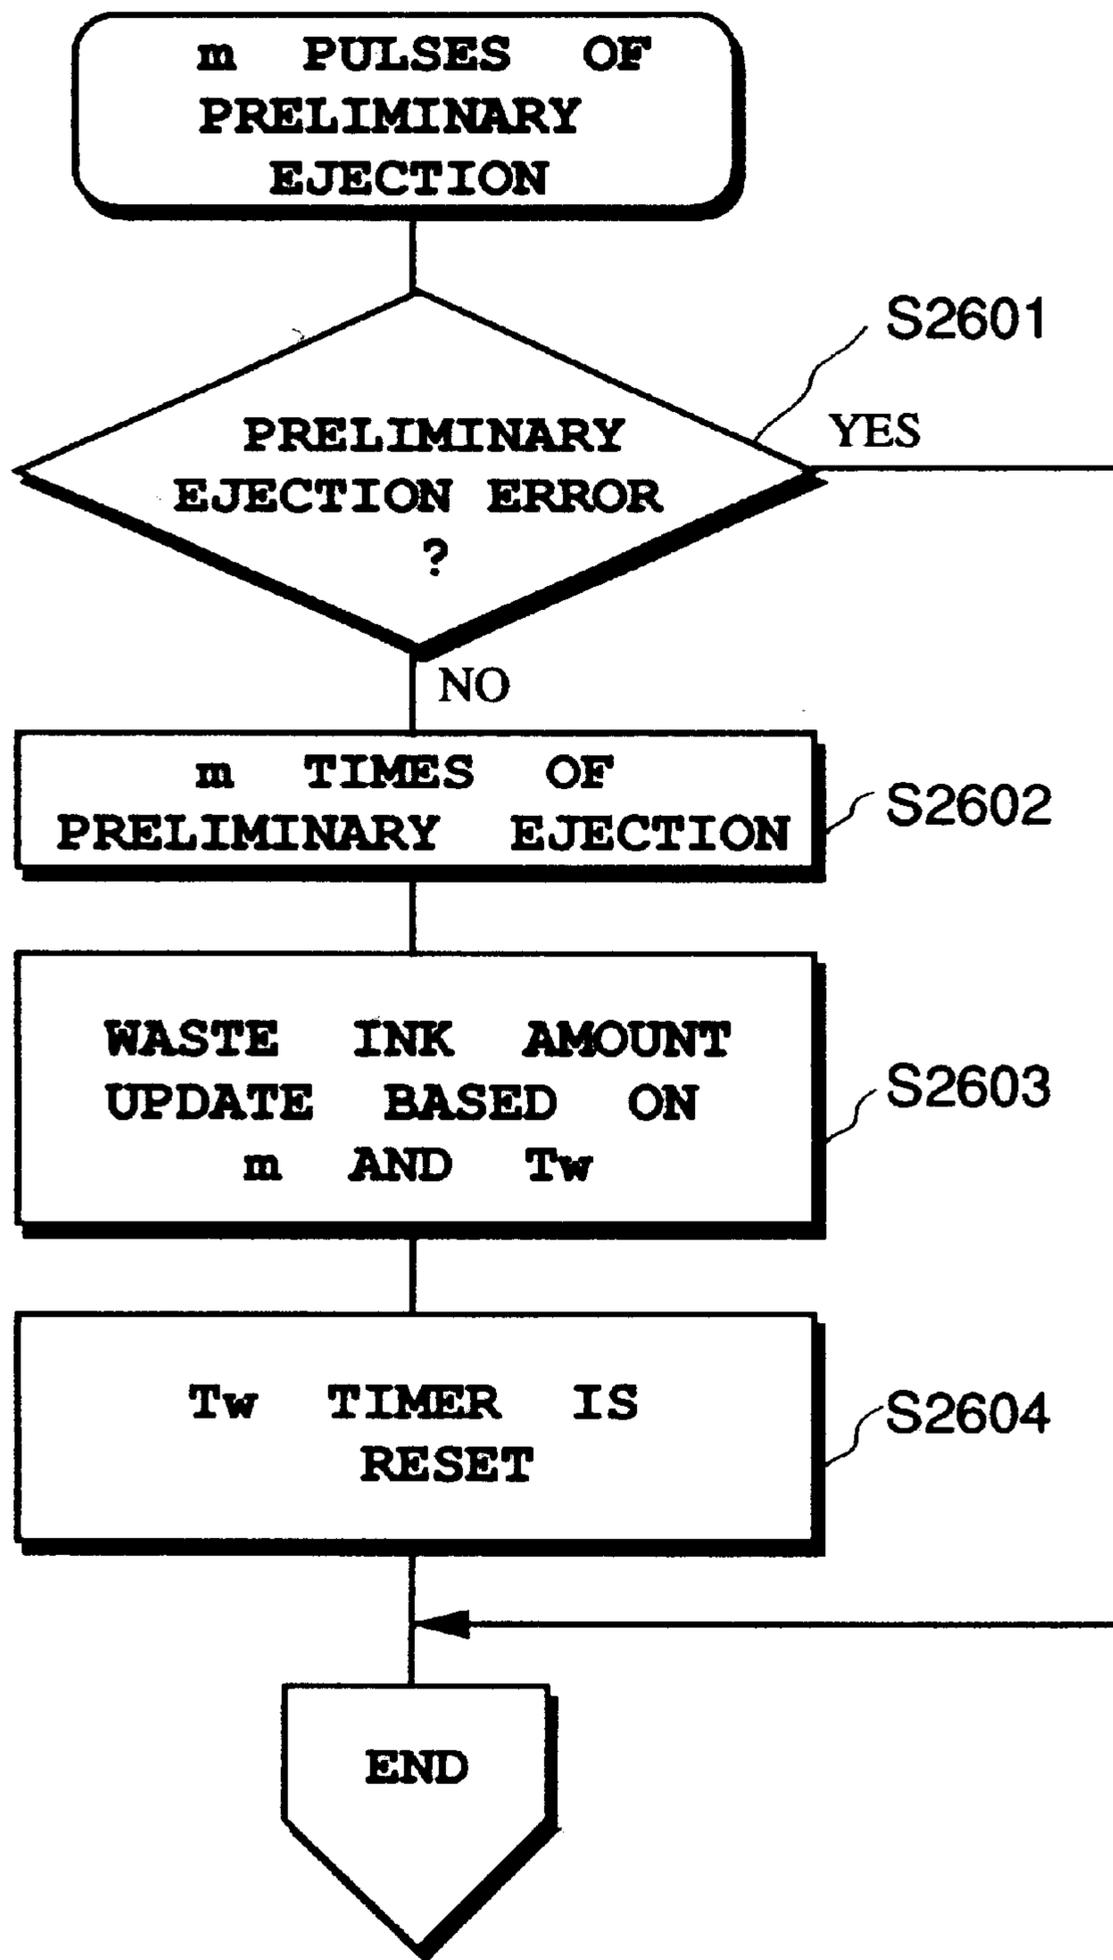 m PULSES OF
PRELIMINARY
EJECTION
S2601
PRELIMINARY
EJECTION ERROR
?
YES
NO
m TIMES OF
PRELIMINARY EJECTION
S2602
WASTE INK AMOUNT
UPDATE BASED ON
m AND Tw
S2603
Tw TIMER IS
RESET
S2604
END